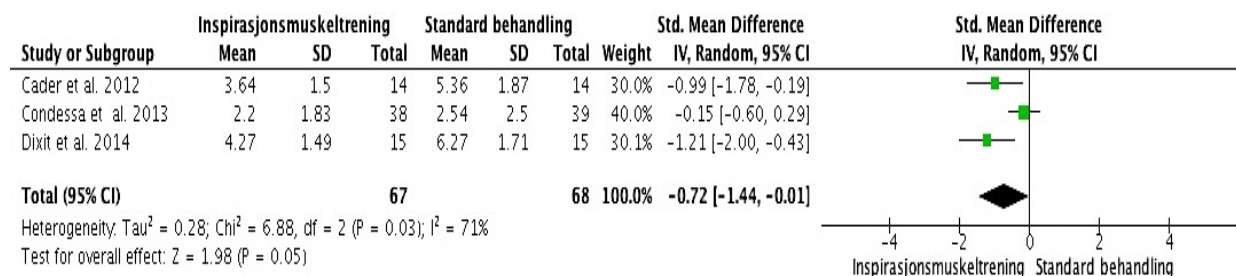 Inspirasjonsmuskeltrening Standard behandling Std. Mean Difference Std. Mean Difference
Study or Subgroup Mean SD Total Mean SD Total Weight IV, Random, 95% CI IV, Random, 95% CI
Cader et al. 2012 3.64 1.5 14 5.36 1.87 14 30.0% -0.99 [-1.78, -0.19]
Condessa et al. 2013 2.2 1.83 38 2.54 2.5 39 40.0% -0.15 [-0.60, 0.29]
Dixit et al. 2014 4.27 1.49 15 6.27 1.71 15 30.1% -1.21 [-2.00, -0.43]
Total (95% CI) 67 68 100.0% -0.72 [-1.44, -0.01]
Heterogeneity: Tau² = 0.28; Chi² = 6.88, df = 2 (P = 0.03); I² = 71%
Test for overall effect: Z = 1.98 (P = 0.05)
-4 -2 0 2 4
Inspirasjonsmuskeltrening Standard behandling